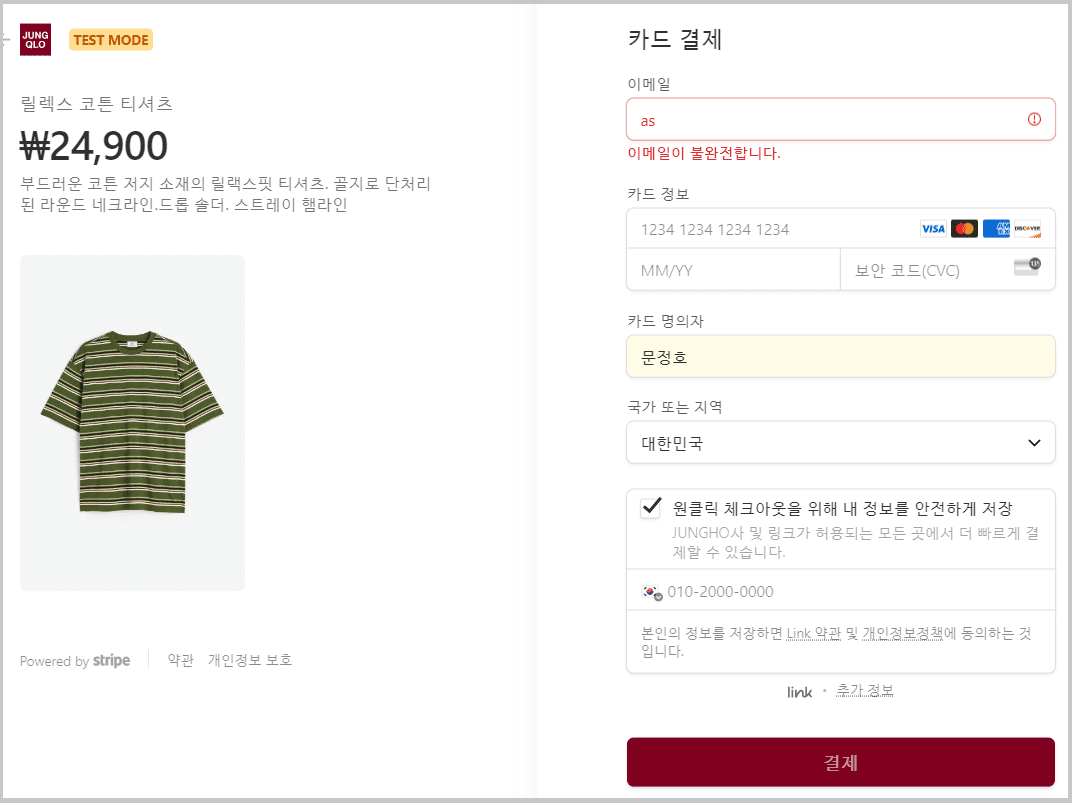 JUNG
QLO
TEST MODE
릴렉스 코튼 티셔츠
₩24,900
부드러운 코튼 저지 소재의 릴랙스핏 티셔츠. 골지로 단처리
된 라운드 네크라인.드롭 솔더. 스트레이 햄라인
Powered by stripe
약관 개인정보 보호
카드 결제
이메일
as
이메일이 불완전합니다.
카드 정보
1234 1234 1234 1234
VISA
DISCOVER
MM/YY
보안 코드(CVC)
카드 명의자
문정호
국가 또는 지역
대한민국
원클릭 체크아웃을 위해 내 정보를 안전하게 저장
JUNGHO사 및 링크가 허용되는 모든 곳에서 더 빠르게 결
제할 수 있습니다.
010-2000-0000
본인의 정보를 저장하면 Link 약관 및 개인정보정책에 동의하는 것
입니다.
link • 추가 정보
결제